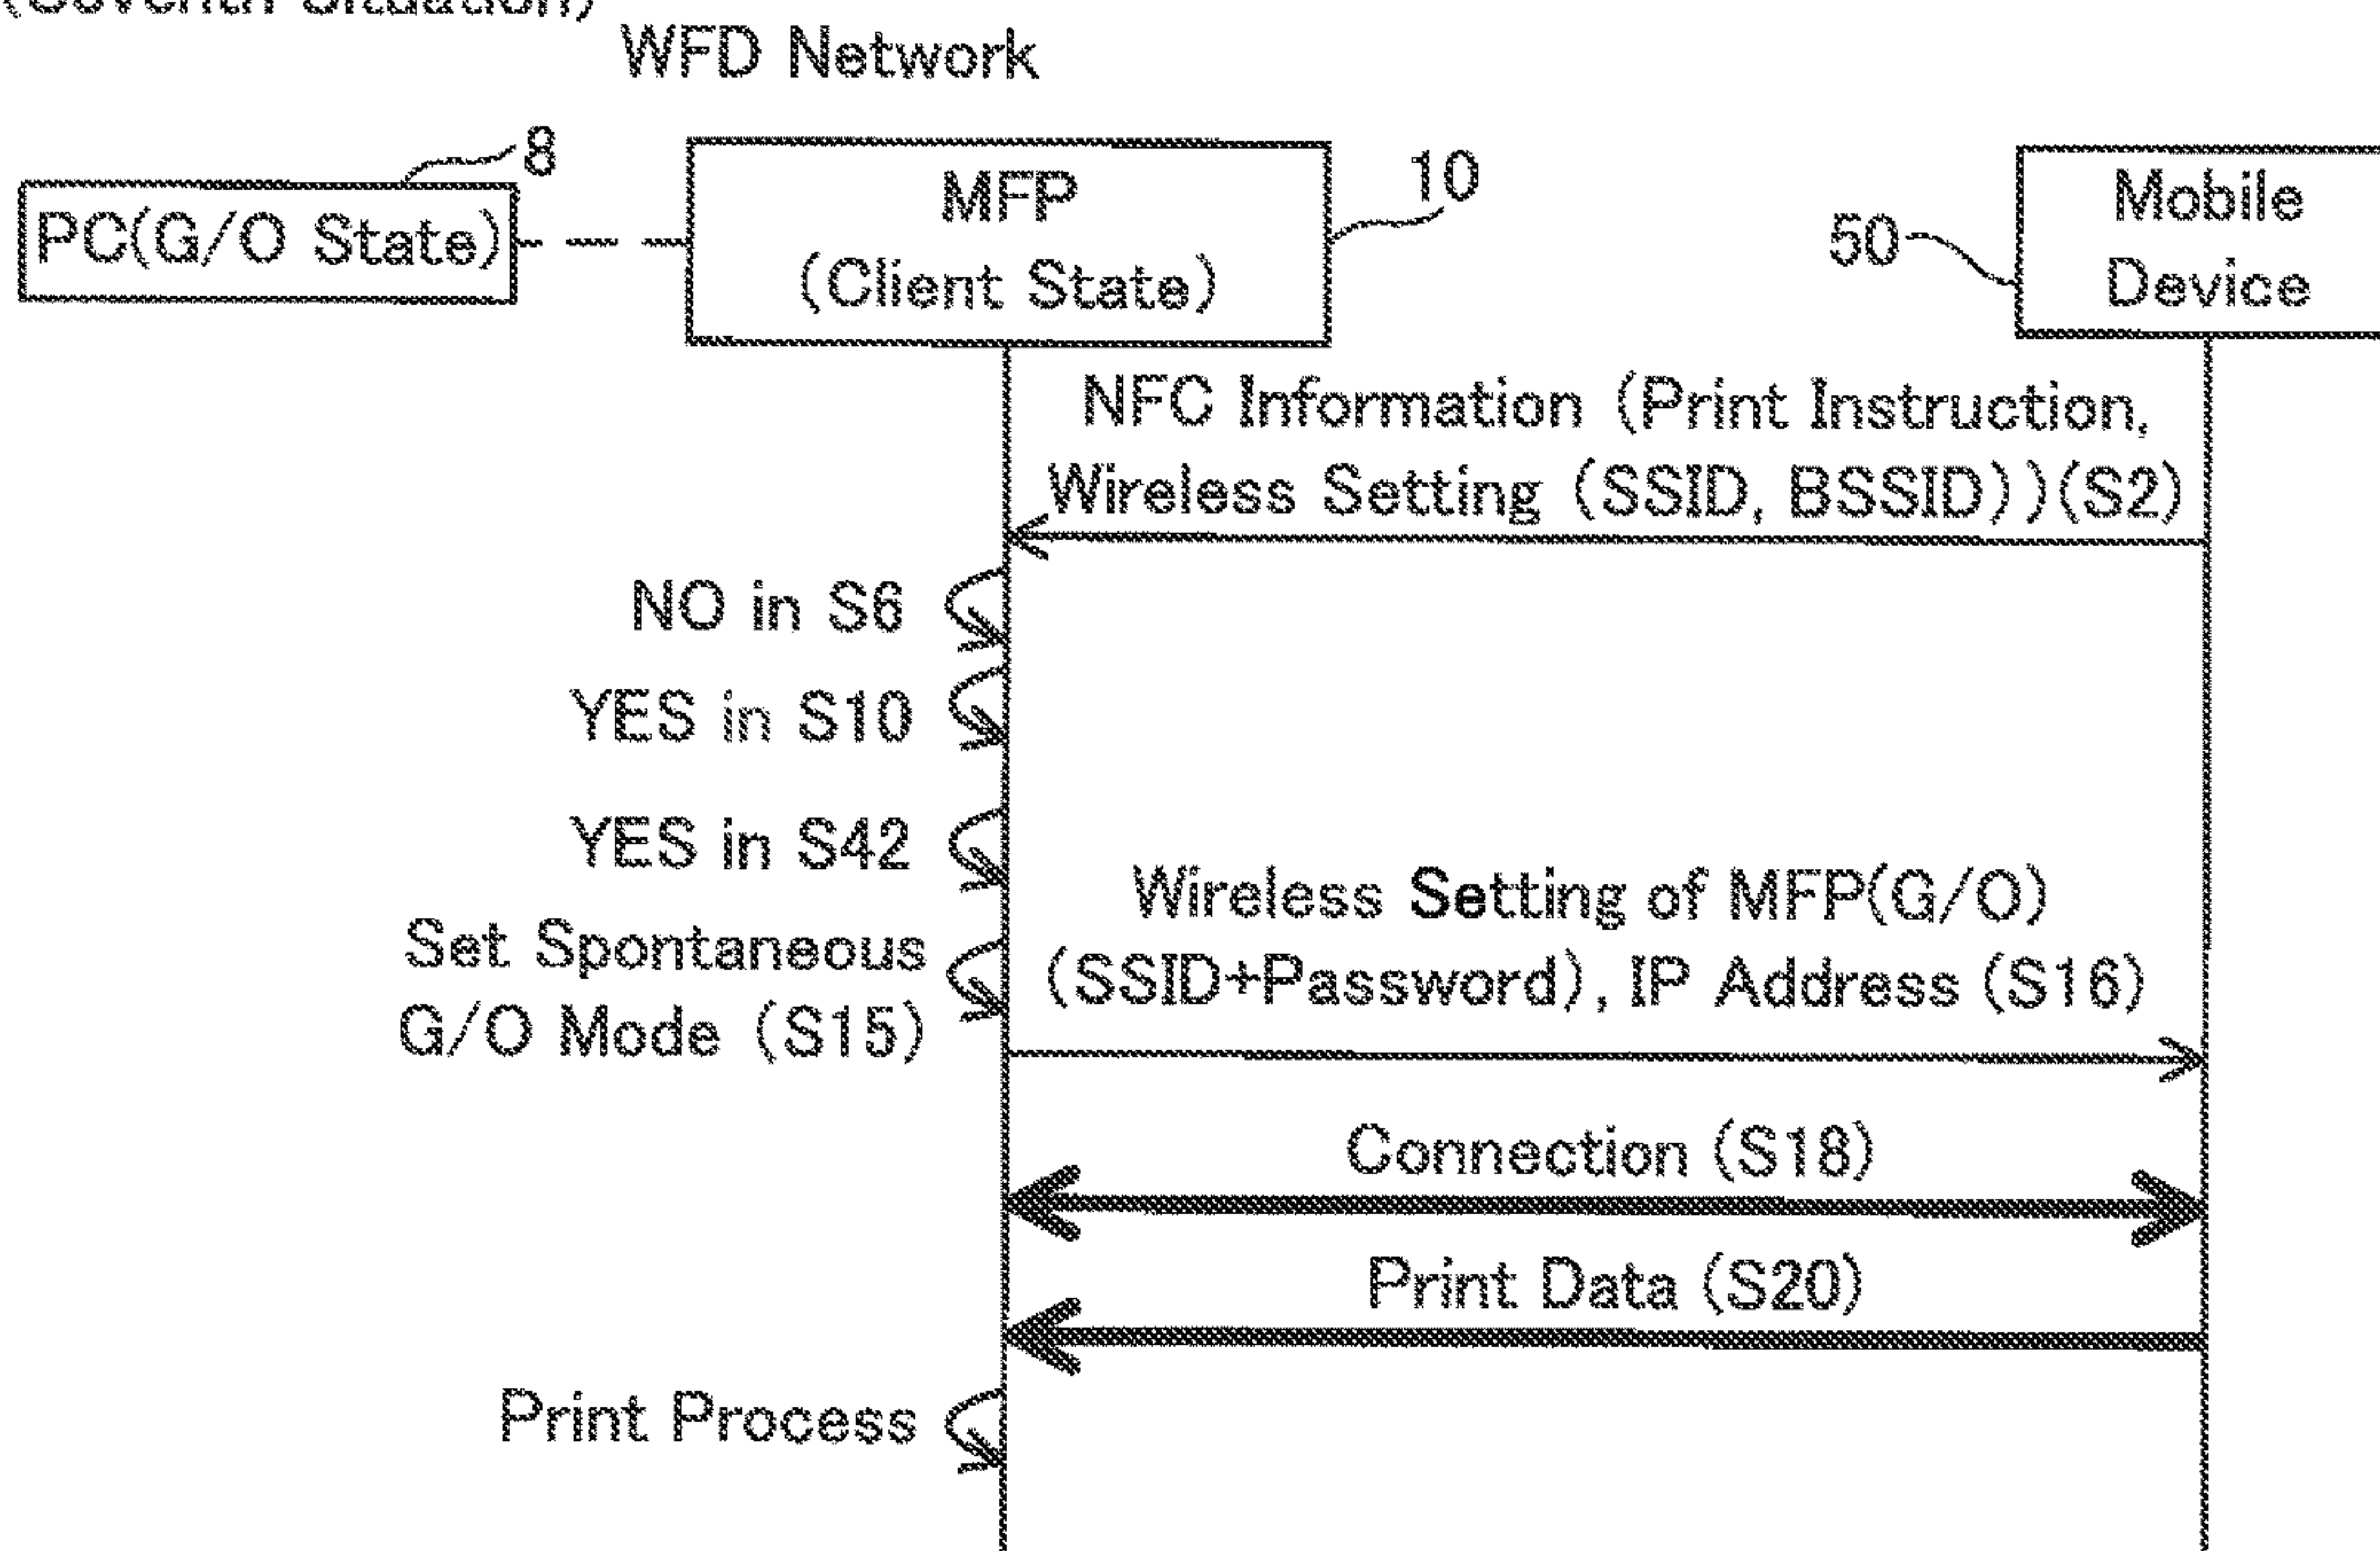 (Seventh Situation)
WFD Network
8
PC(G/O State)
MFP
(Client State)
10
50
Mobile
Device
NFC Information (Print Instruction,
Wireless Setting (SSID, BSSID))(S2)
NO in S6
YES in S10
YES in S42
Set Spontaneous
G/O Mode (S15)
Wireless Setting of MFP(G/O)
(SSID+Password), IP Address (S16)
Connection (S18)
Print Data (S20)
Print Process